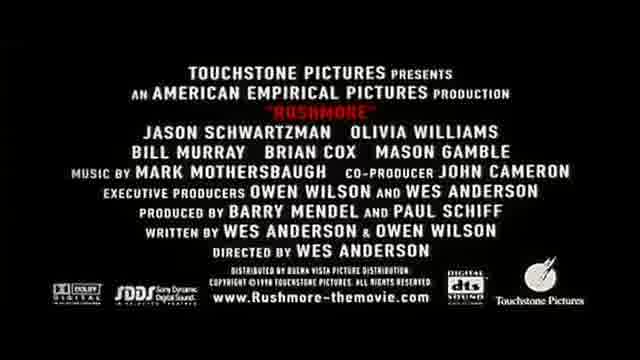 TOUCHSTONE PICTURES PRESENTS
AN AMERICAN EMPIRICAL PICTURES PRODUCTION
"RUSHMORE"
JASON SCHWARTZMAN OLIVIA WILLIAMS
BILL MURRAY BRIAN COX MASON GAMBLE
MUSIC BY MARK MOTHERSBAUGH CO-PRODUCER JOHN CAMERON
EXECUTIVE PRODUCERS OWEN WILSON AND WES ANDERSON
PRODUCED BY BARRY MENDEL AND PAUL SCHIFF
WRITTEN BY WES ANDERSON & OWEN WILSON
DIRECTED BY WES ANDERSON
DISTRIBUTED BY BUENA VISTA PICTURE DISTRIBUTION
COPYRIGHT ©1998 TOUCHSTONE PICTURES. ALL RIGHTS RESERVED.
www.Rushmore-themovie.com
DOLBY
DIGITAL
SDDS Sony Dynamic
Digital Sound.
DIGITAL
dts
SOUND
Touchstone Pictures